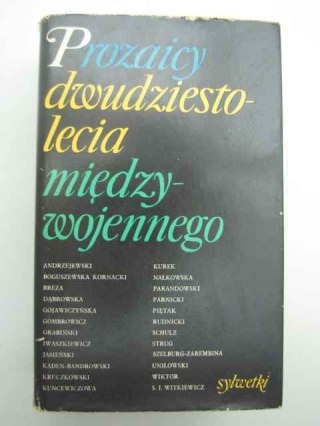 Prozaicy
dwudziesto-
lecia
między-
wojennego
ANDRZEJEWSKI
BOGUSZEWSKA KORNACKI
BREZA
DĄBROWSKA
GOJAWICZYŃSKA
GOMBROWICZ
GRABIŃSKI
IWASZKIEWICZ
JASIEŃSKI
KADEN-BANDROWSKI
KRUCZKOWSKI
KUNCEWICZOWA
KUREK
NAŁKOWSKA
PARANDOWSKI
PARNICKI
PIĘTAK
RUDNICKI
SCHULZ
STRUG
SZELBURG-ZAREMBINA
UNIŁOWSKI
WIKTOR
S. I. WITKIEWICZ
sylwetki